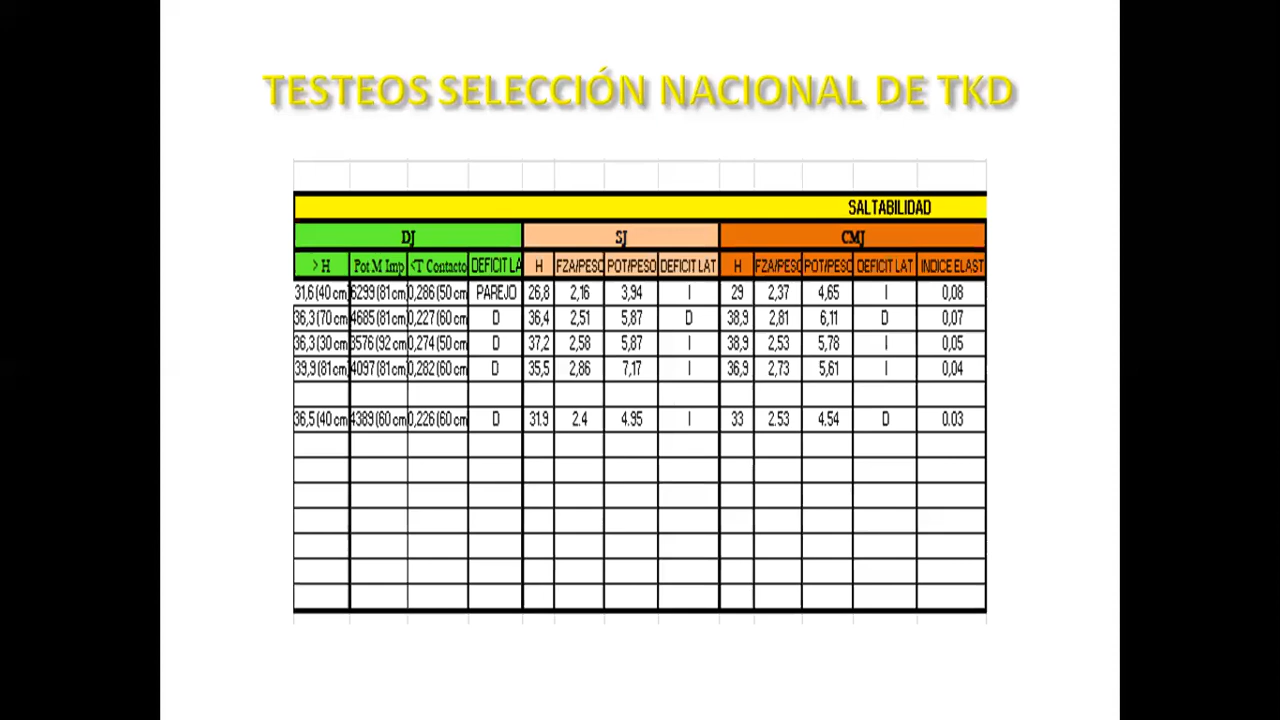 TESTEOS SELECCIÓN NACIONAL DE TKD
SALTABILIDAD
DJ SJ CMJ
>H Pot M Imp <T Contacto DEFICIT LA H FZA/PESO POT/PESO DEFICIT LAT H FZA/PESO POT/PESO DEFICIT LAT INDICE ELAST
31,6 (40 cm) 6299 (81 cm) 0,286 (50 cm PAREJO 26,8 2,16 3,94 I 29 2,37 4,65 I 0,08
36,3 (70 cm 4685 (81 cm) 0,227 (60 cm D 36,4 2,51 5,87 D 38,9 2,81 6,11 D 0,07
36,3 (30 cm 3576 (92 cm 0,274 (50 cm D 37,2 2,58 5,87 I 38,9 2,53 5,78 I 0,05
39,9 (81 cm) 4097 (81 cm) 0,282 (60 cm D 35,5 2,86 7,17 I 36,9 2,73 5,61 I 0,04
36,5 (40 cm 4389 (60 cm 0,226 (60 cm D 31.9 2.4 4.95 I 33 2.53 4.54 D 0.03